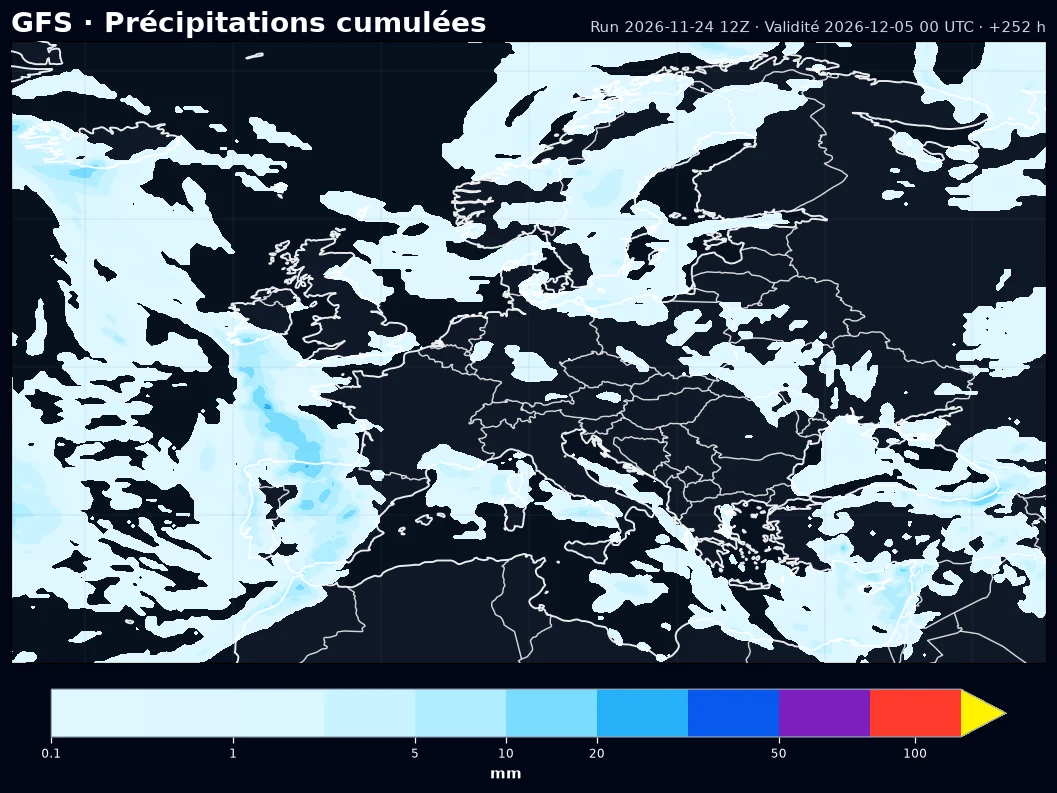 GFS · Précipitations cumulées
Run 2026-11-24 12Z · Validité 2026-12-05 00 UTC · +252 h
0.1 1 5 10 20 50 100
mm